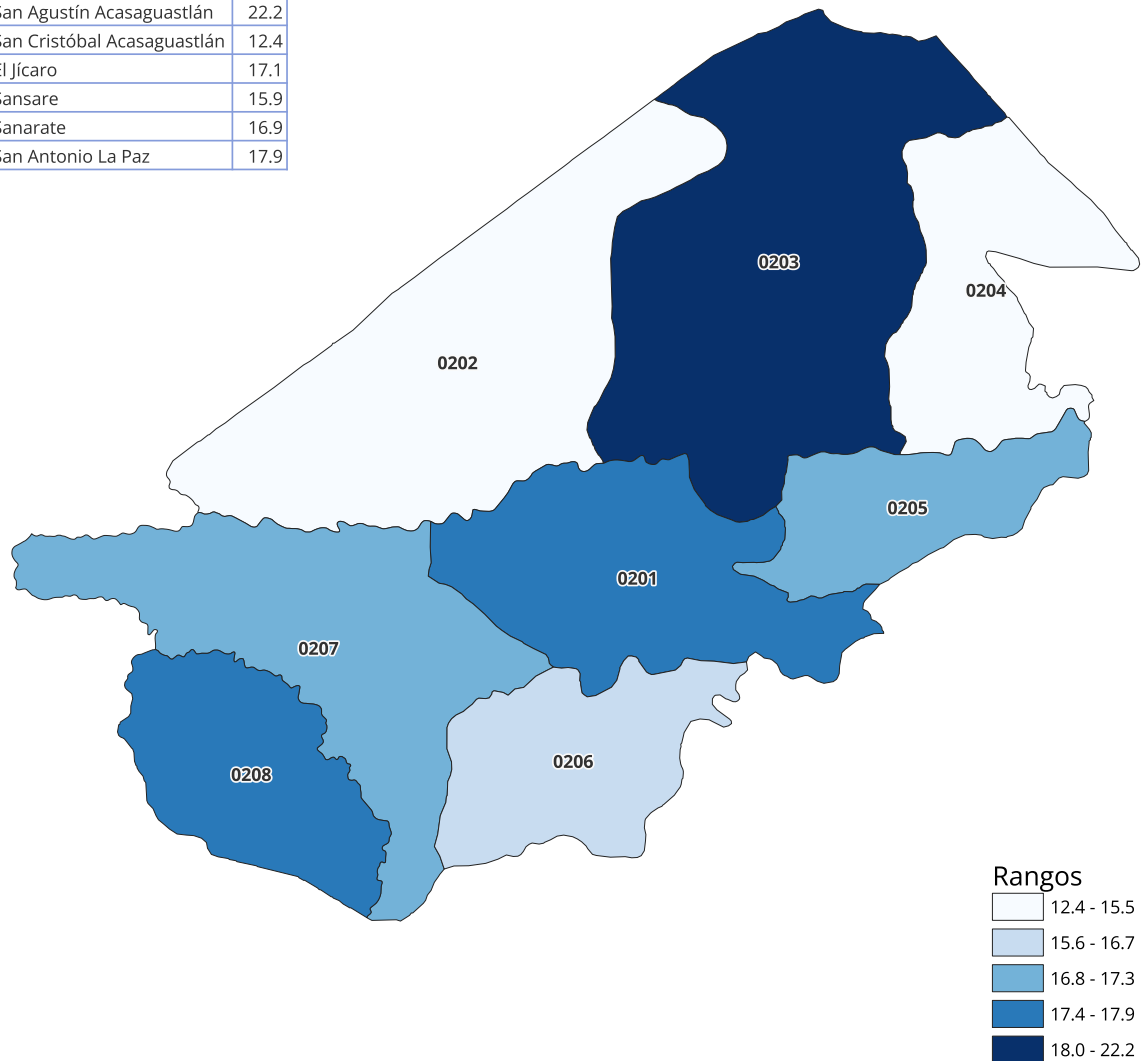 San Agustín Acasaguastlán 22.2
San Cristóbal Acasaguastlán 12.4
El Jícaro 17.1
Sansare 15.9
Sanarate 16.9
San Antonio La Paz 17.9
0203
0204
0202
0205
0201
0207
0206
0208
Rangos
12.4 - 15.5
15.6 - 16.7
16.8 - 17.3
17.4 - 17.9
18.0 - 22.2